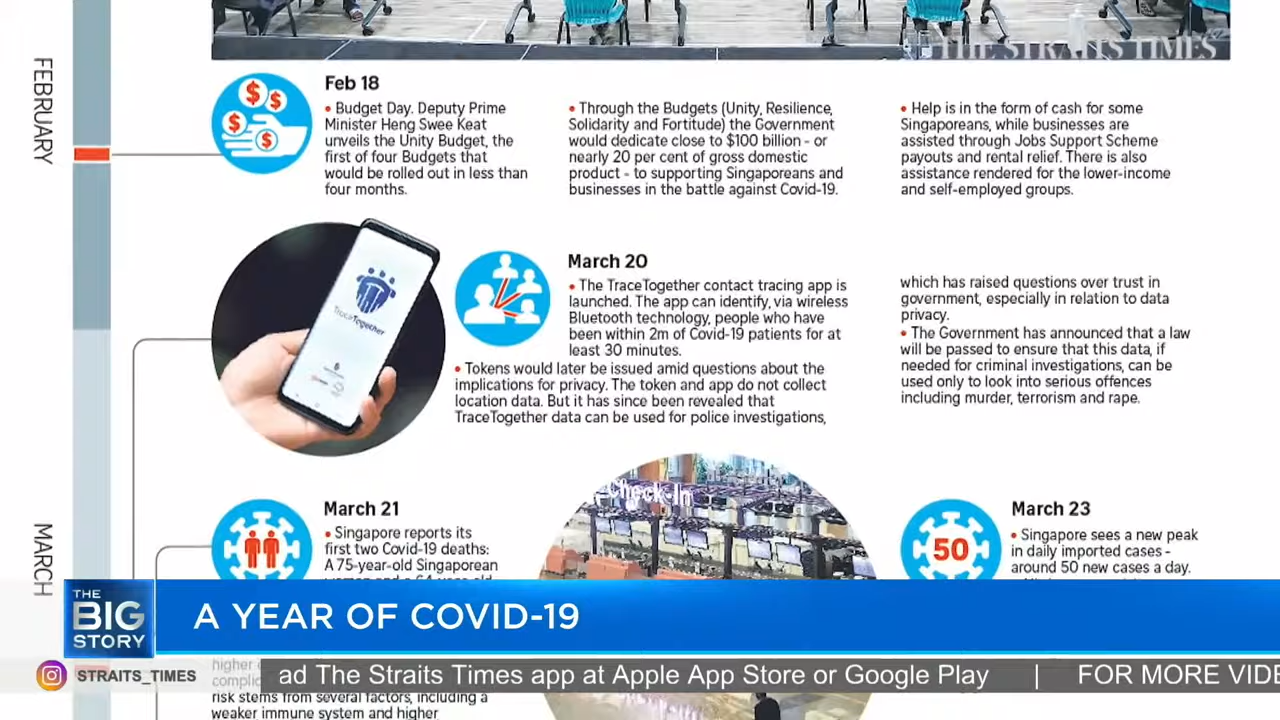 THE STRAITS TIMES
FEBRUARY
Feb 18
• Budget Day. Deputy Prime
Minister Heng Swee Keat
unveils the Unity Budget, the
first of four Budgets that
would be rolled out in less than
four months.
• Through the Budgets (Unity, Resilience,
Solidarity and Fortitude) the Government
would dedicate close to $100 billion - or
nearly 20 per cent of gross domestic
product - to supporting Singaporeans and
businesses in the battle against Covid-19.
• Help is in the form of cash for some
Singaporeans, while businesses are
assisted through Jobs Support Scheme
payouts and rental relief. There is also
assistance rendered for the lower-income
and self-employed groups.
TraceTogether
March 20
• The TraceTogether contact tracing app is
launched. The app can identify, via wireless
Bluetooth technology, people who have
been within 2m of Covid-19 patients for at
least 30 minutes.
• Tokens would later be issued amid questions about the
implications for privacy. The token and app do not collect
location data. But it has since been revealed that
TraceTogether data can be used for police investigations,
which has raised questions over trust in
government, especially in relation to data
privacy.
• The Government has announced that a law
will be passed to ensure that this data, if
needed for criminal investigations, can be
used only to look into serious offences
including murder, terrorism and rape.
MARCH
March 21
• Singapore reports its
first two Covid-19 deaths:
A 75-year-old Singaporean
Check-In
50
March 23
• Singapore sees a new peak
in daily imported cases -
around 50 new cases a day.
THE
BIG
STORY
A YEAR OF COVID-19
higher
risk stems from several factors, including a
weaker immune system and higher
STRAITS_TIMES
ad The Straits Times app at Apple App Store or Google Play | FOR MORE VIDE